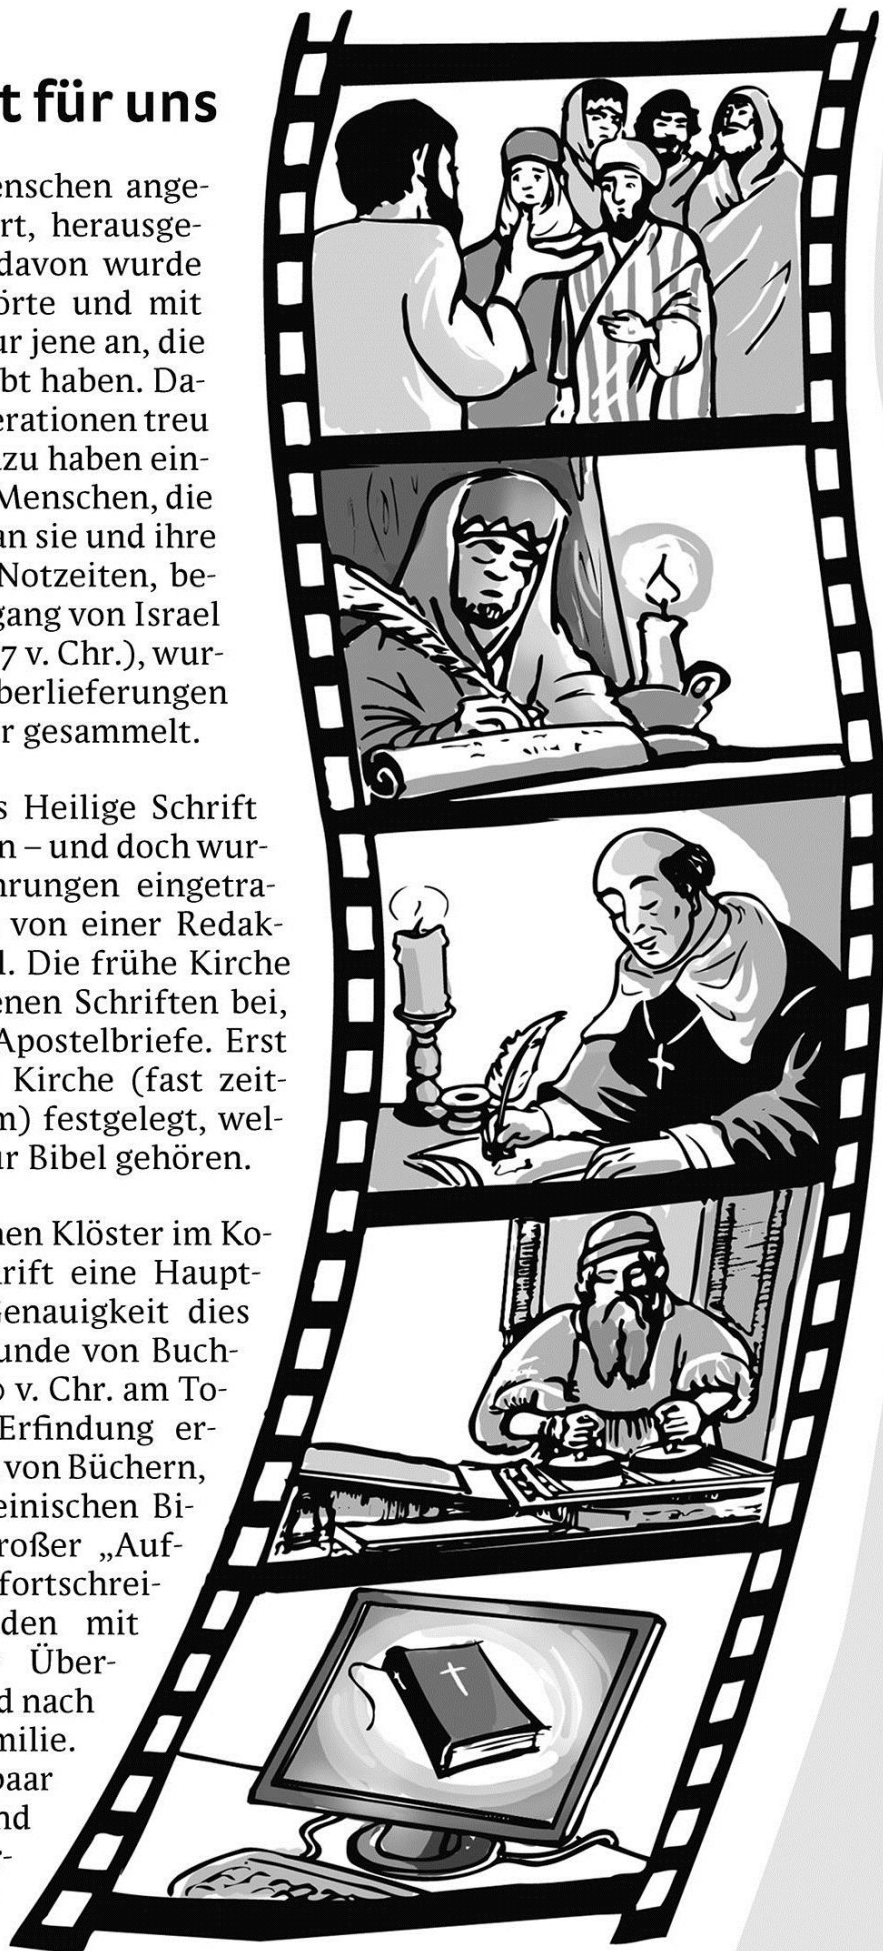 t für uns
enschen ange-
rt, herausge-
davon wurde
örte und mit
ur jene an, die
bt haben. Da-
erationen treu
zu haben ein-
Menschen, die
an sie und ihre
Notzeiten, be-
gang von Israel
7 v. Chr.), wur-
berlieferungen
r gesammelt.
s Heilige Schrift
n – und doch wur-
hrungen eingetra-
von einer Redak-
l. Die frühe Kirche
enen Schriften bei,
Apostelbriefe. Erst
Kirche (fast zeit-
m) festgelegt, wel-
ur Bibel gehören.
nen Klöster im Ko-
rift eine Haupt-
Genauigkeit dies
unde von Buch-
0 v. Chr. am To-
Erfindung er-
von Büchern,
einischen Bi-
roßer „Auf-
fortschrei-
den mit
Über-
d nach
milie.
paar
nd
r-